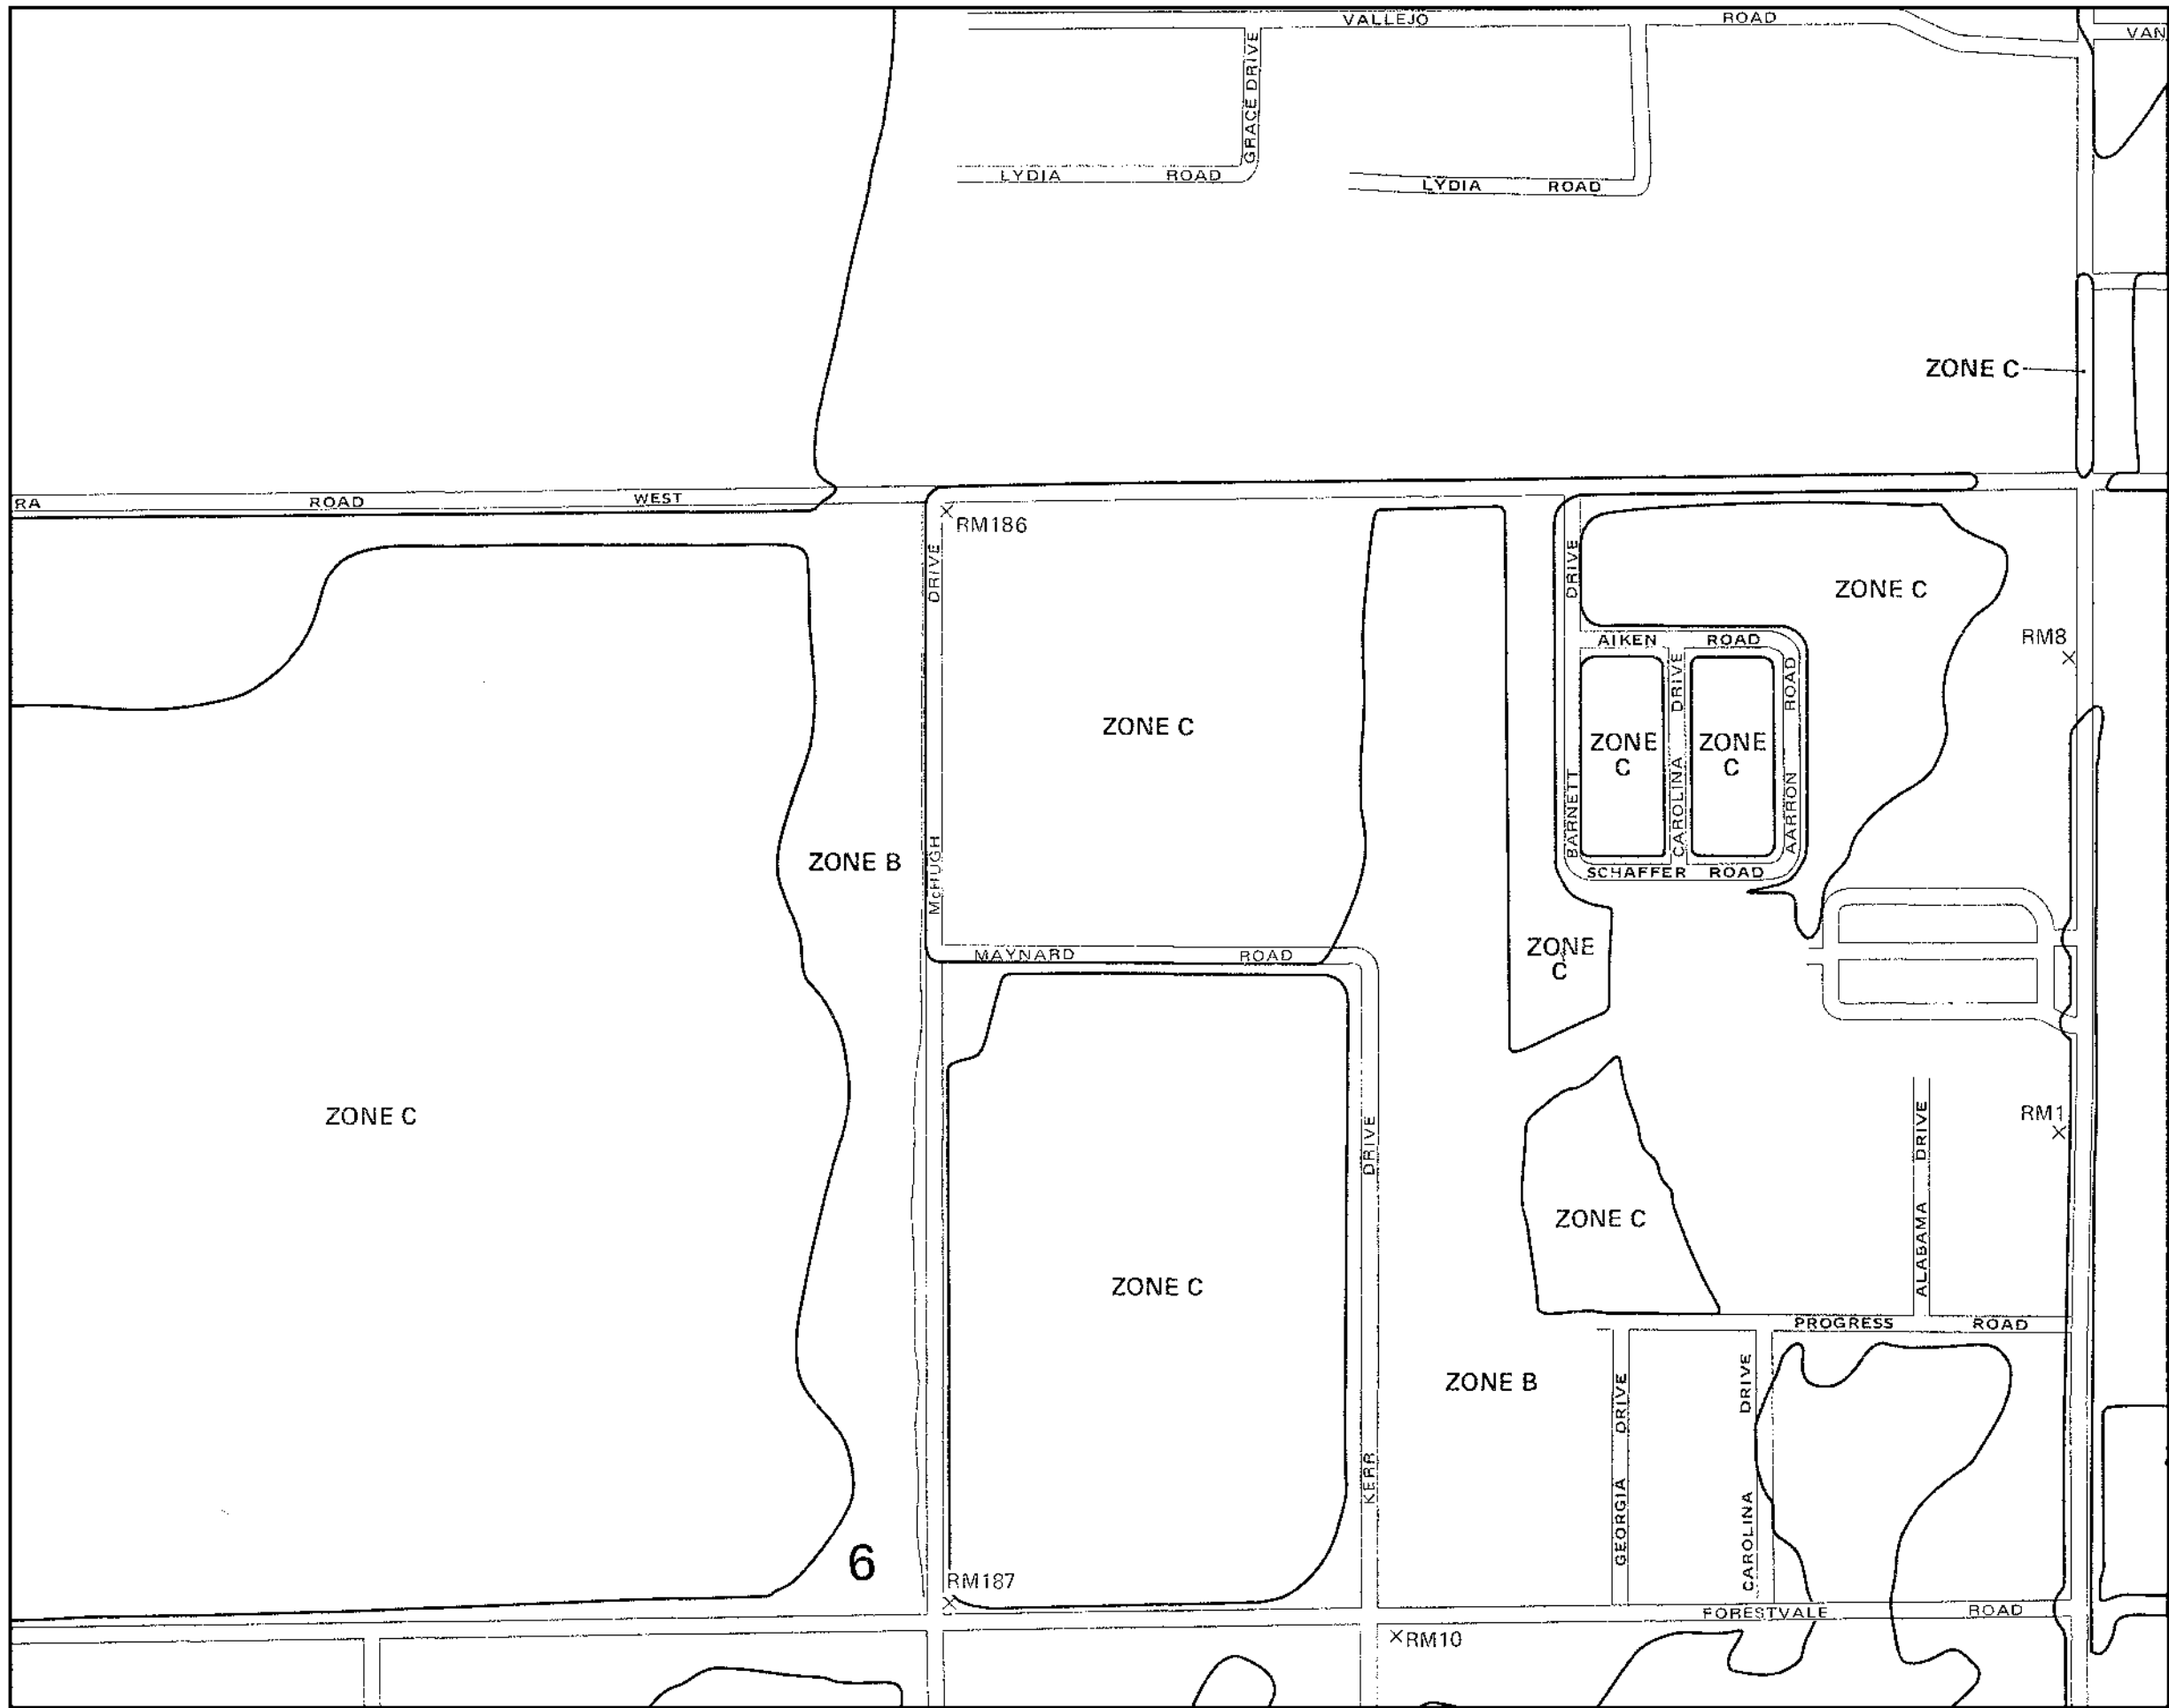 VALLEJO ROAD
VAN
GRACE DRIVE
LYDIA ROAD
LYDIA ROAD
ZONE C
RA ROAD WEST
RM186
DRIVE
DRIVE
ZONE C
AIKEN ROAD
RM8
DRIVE
ROAD
ZONE C
ZONE
C
ZONE
C
BARNETT
CAROLINA
AARRON
ZONE B
McHUGH
SCHAFFER ROAD
MAYNARD ROAD
ZONE
C
ZONE C
DRIVE
RM1
ALABAMA DRIVE
ZONE C
ZONE C
PROGRESS ROAD
ZONE B
GEORGIA DRIVE
CAROLINA DRIVE
KERR
6
RM187
FORESTVALE ROAD
RM10